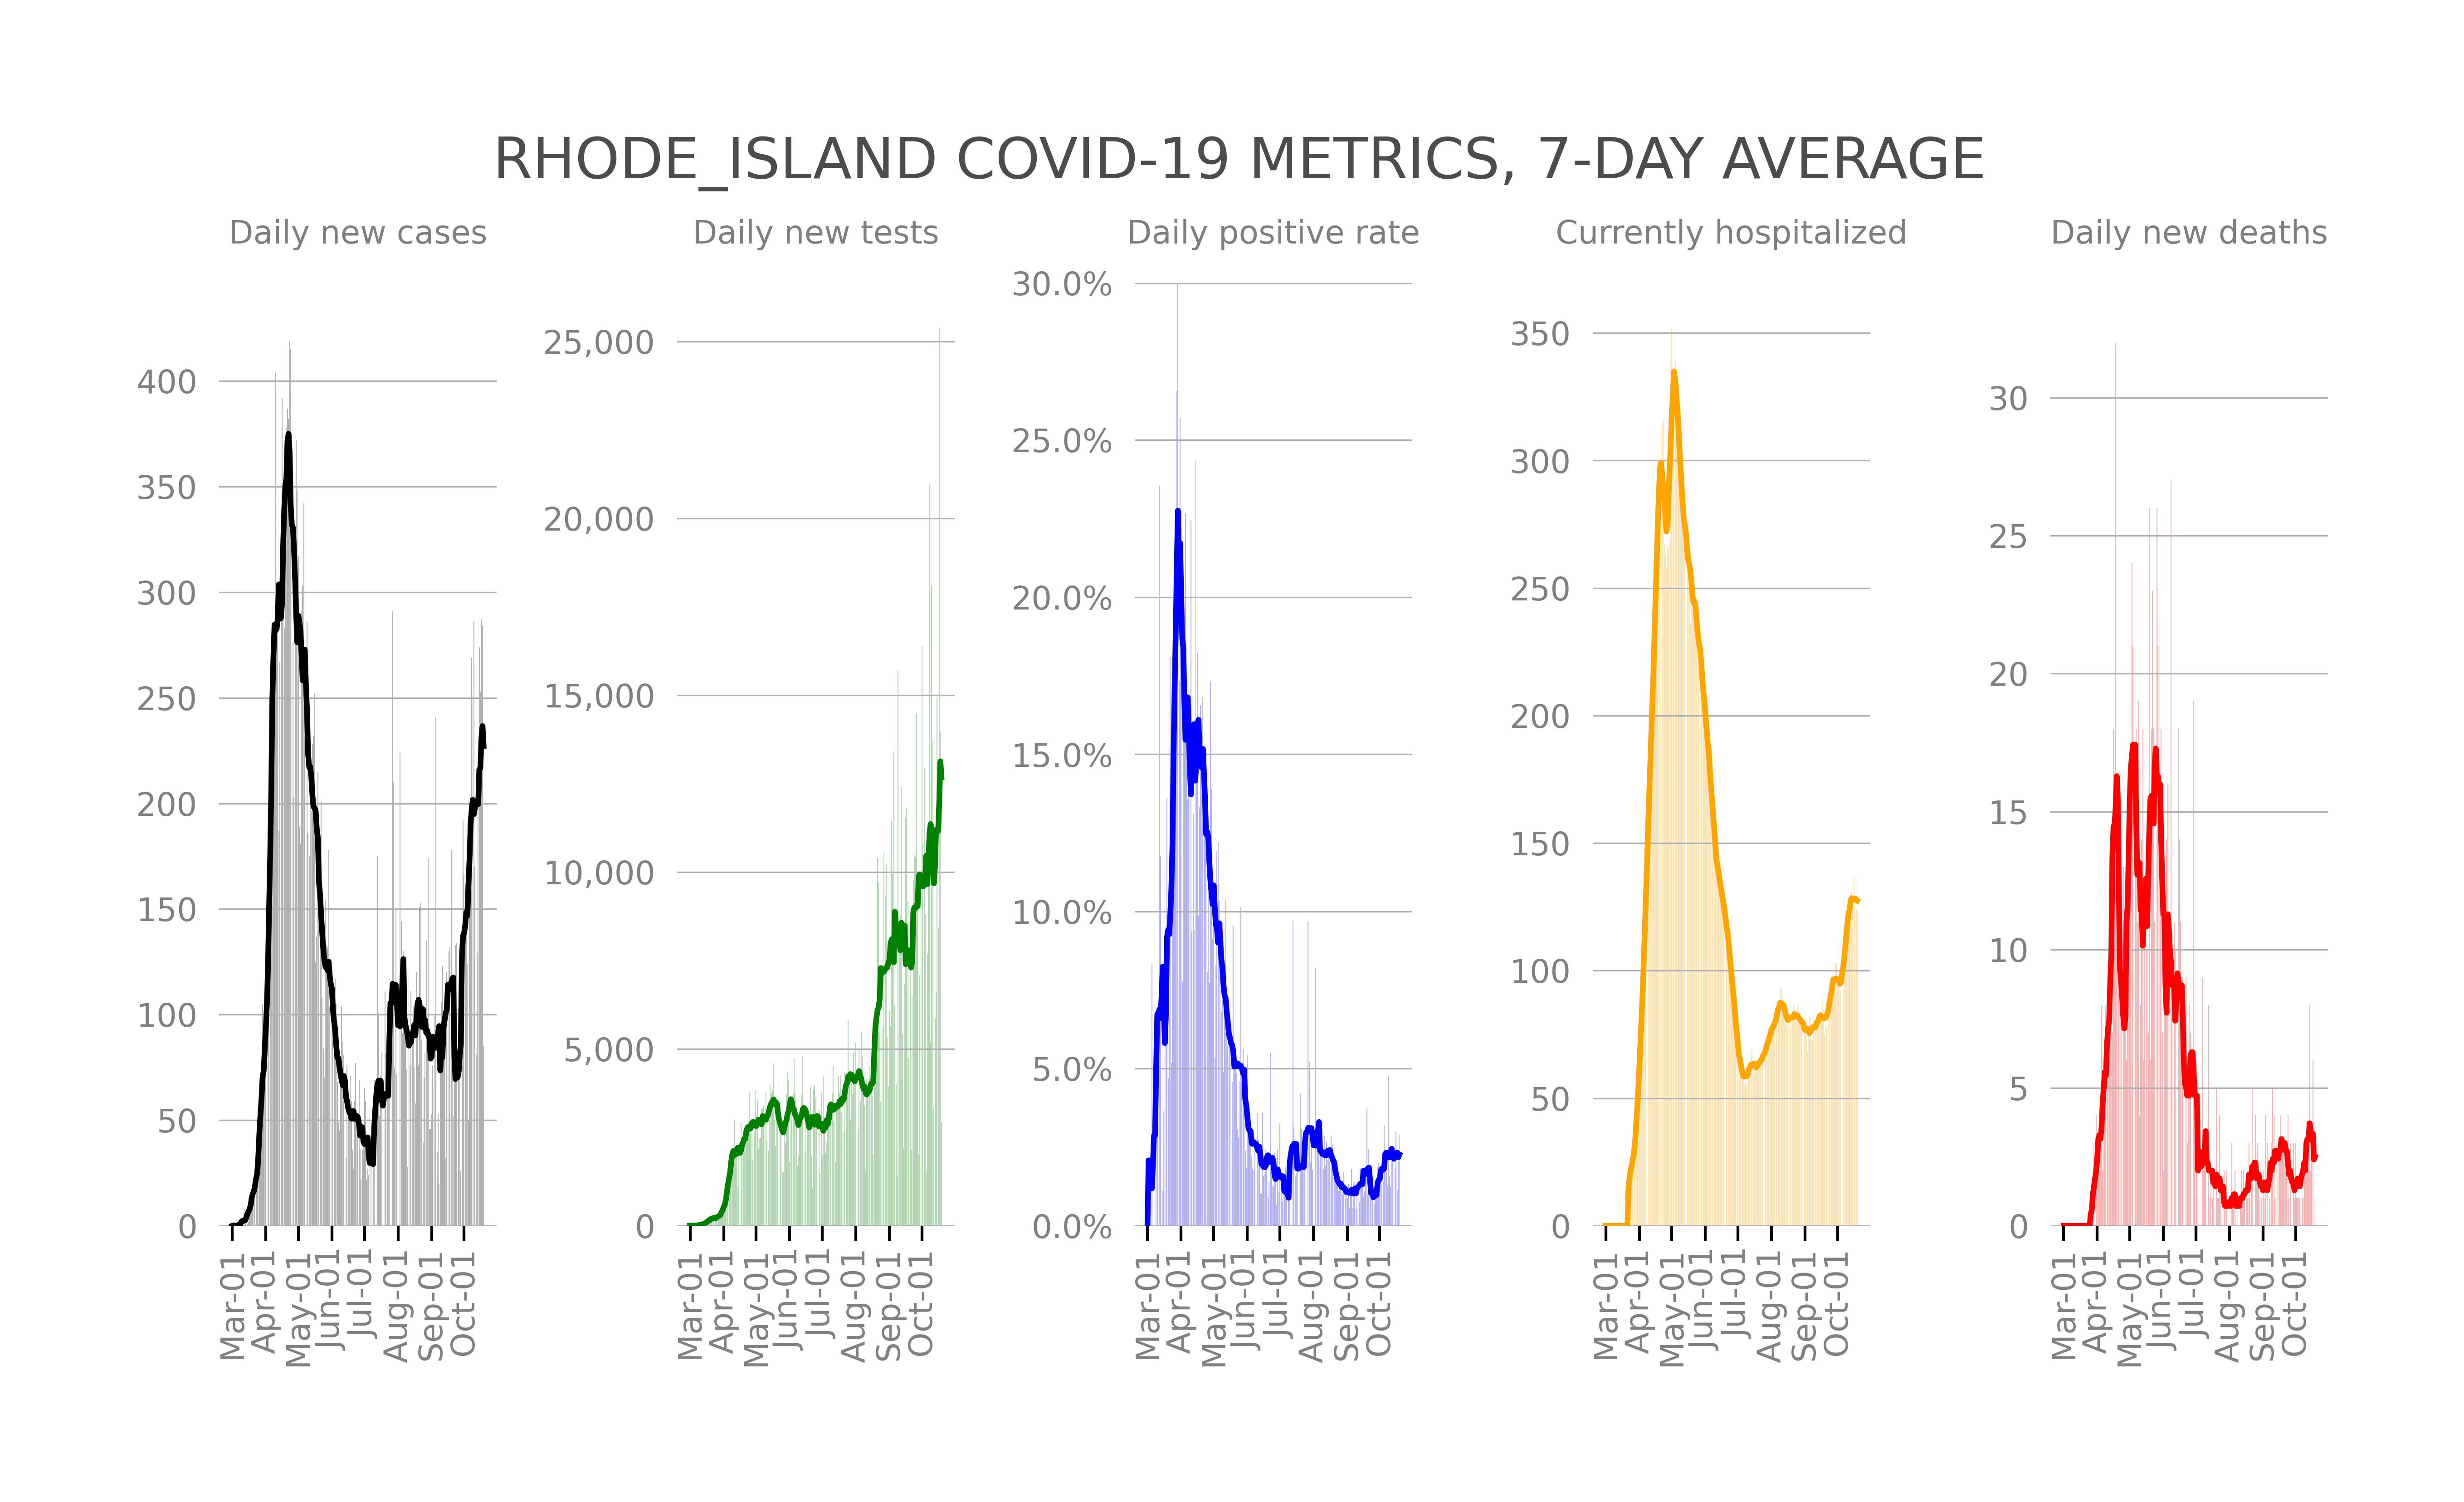 RHODE_ISLAND COVID-19 METRICS, 7-DAY AVERAGE
Daily new cases
400
350
300
250
200
150
100
50
0
Mar-01
Apr-01
May-01
Jun-01
Jul-01
Aug-01
Sep-01
Oct-01
Daily new tests
25,000
20,000
15,000
10,000
5,000
0
Mar-01
Apr-01
May-01
Jun-01
Jul-01
Aug-01
Sep-01
Oct-01
Daily positive rate
30.0%
25.0%
20.0%
15.0%
10.0%
5.0%
0.0%
Mar-01
Apr-01
May-01
Jun-01
Jul-01
Aug-01
Sep-01
Oct-01
Currently hospitalized
350
300
250
200
150
100
50
0
Mar-01
Apr-01
May-01
Jun-01
Jul-01
Aug-01
Sep-01
Oct-01
Daily new deaths
30
25
20
15
10
5
0
Mar-01
Apr-01
May-01
Jun-01
Jul-01
Aug-01
Sep-01
Oct-01